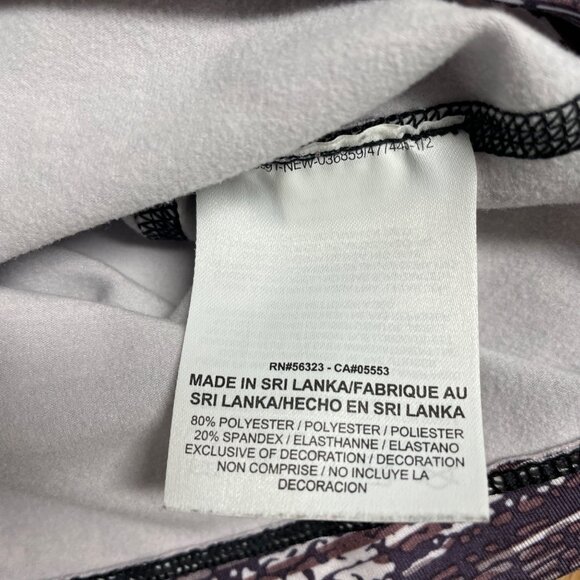 RN#56323 - CA#05553
MADE IN SRI LANKA/FABRIQUE AU
SRI LANKA/HECHO EN SRI LANKA
80% POLYESTER / POLYESTER / POLIESTER
20% SPANDEX / ELASTHANNE / ELASTANO
EXCLUSIVE OF DECORATION / DECORATION
NON COMPRISE / NO INCLUYE LA
DECORACION